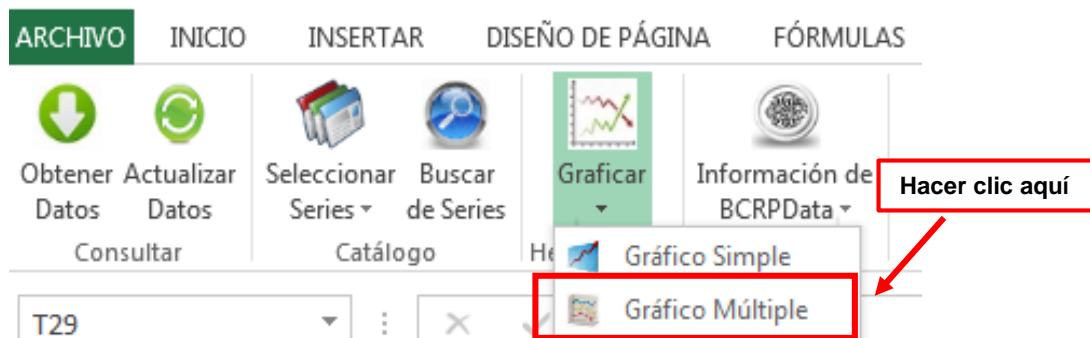 ARCHIVO INICIO INSERTAR DISEÑO DE PÁGINA FÓRMULAS
Obtener Actualizar Seleccionar Buscar Graficar Información de
Datos Datos Series de Series BCRPData
Hacer clic aquí
Consultar Catálogo He
Gráfico Simple
Gráfico Múltiple
T29